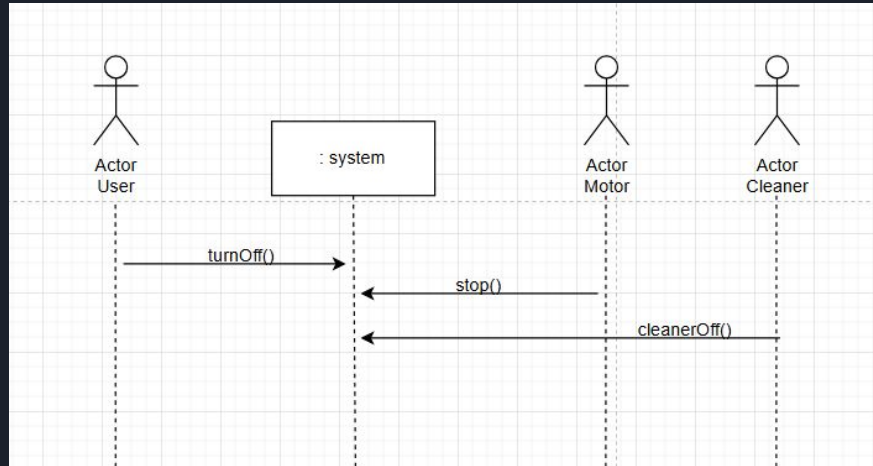 Actor
User
: system
Actor
Motor
Actor
Cleaner
turnOff()
stop()
cleanerOff()